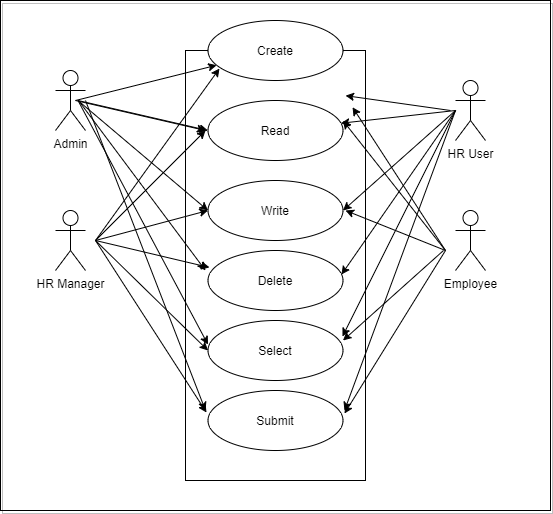 Create
Admin
Read
HR User
Write
HR Manager
Delete
Employee
Select
Submit